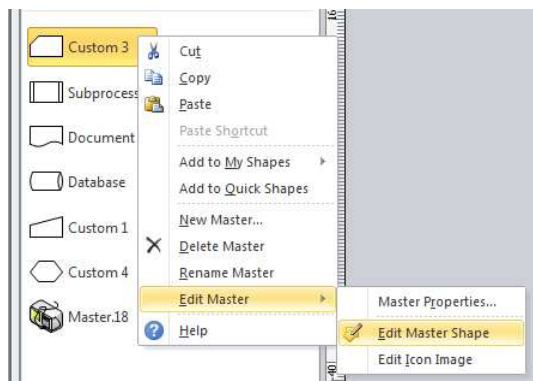 Custom 3
Subprocess
Document
Database
Custom 1
Custom 4
Master.18
Cut
Copy
Paste
Paste Shortcut
Add to My Shapes
Add to Quick Shapes
New Master...
Delete Master
Rename Master
Edit Master
Help
Master Properties...
Edit Master Shape
Edit Icon Image